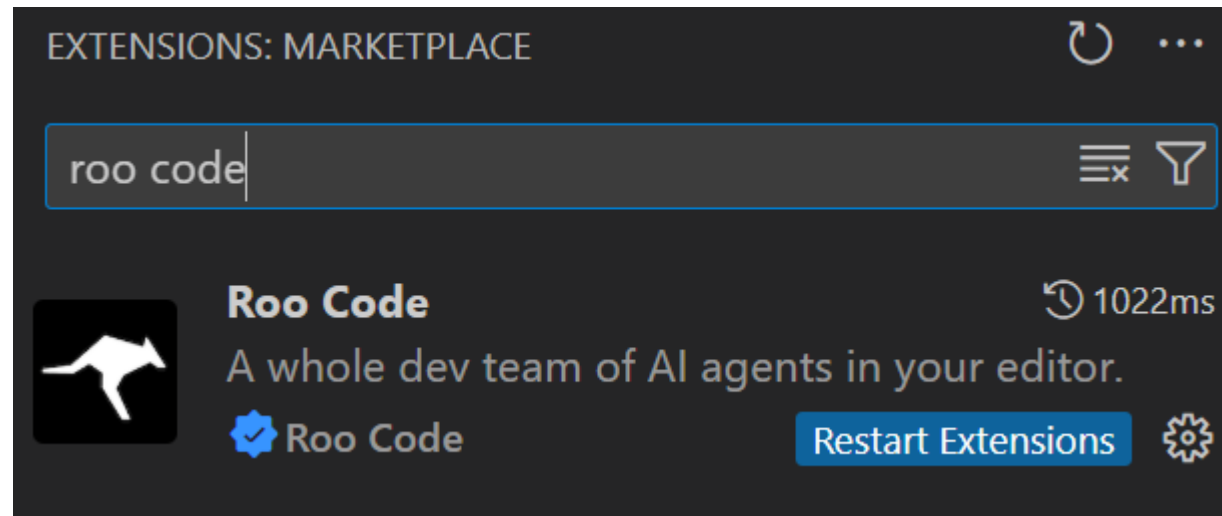 EXTENSIONS: MARKETPLACE
roo code
Roo Code
1022ms
A whole dev team of AI agents in your editor.
Roo Code
Restart Extensions